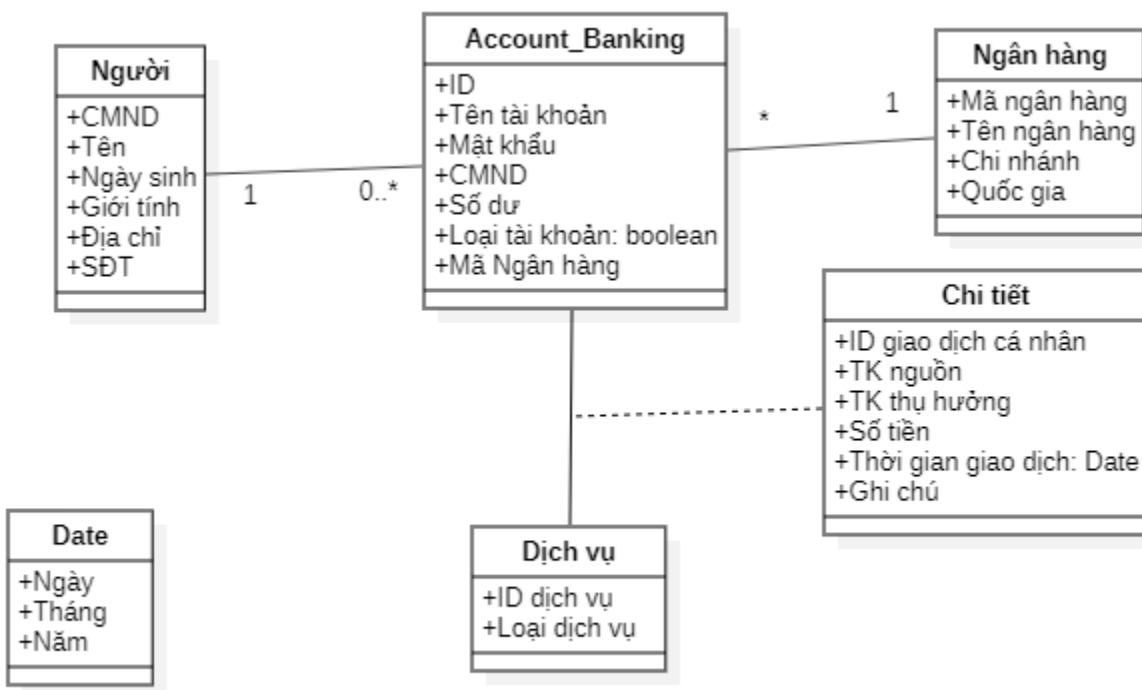 Người
+CMND
+Tên
+Ngày sinh
+Giới tính
+Địa chỉ
+SĐT
1
0..*
Account_Banking
+ID
+Tên tài khoản
+Mật khẩu
+CMND
+Số dư
+Loại tài khoản: boolean
+Mã Ngân hàng
*
1
Ngân hàng
+Mã ngân hàng
+Tên ngân hàng
+Chi nhánh
+Quốc gia
Chi tiết
+ID giao dịch cá nhân
+TK nguồn
+TK thụ hưởng
+Số tiền
+Thời gian giao dịch: Date
+Ghi chú
Date
+Ngày
+Tháng
+Năm
Dịch vụ
+ID dịch vụ
+Loại dịch vụ